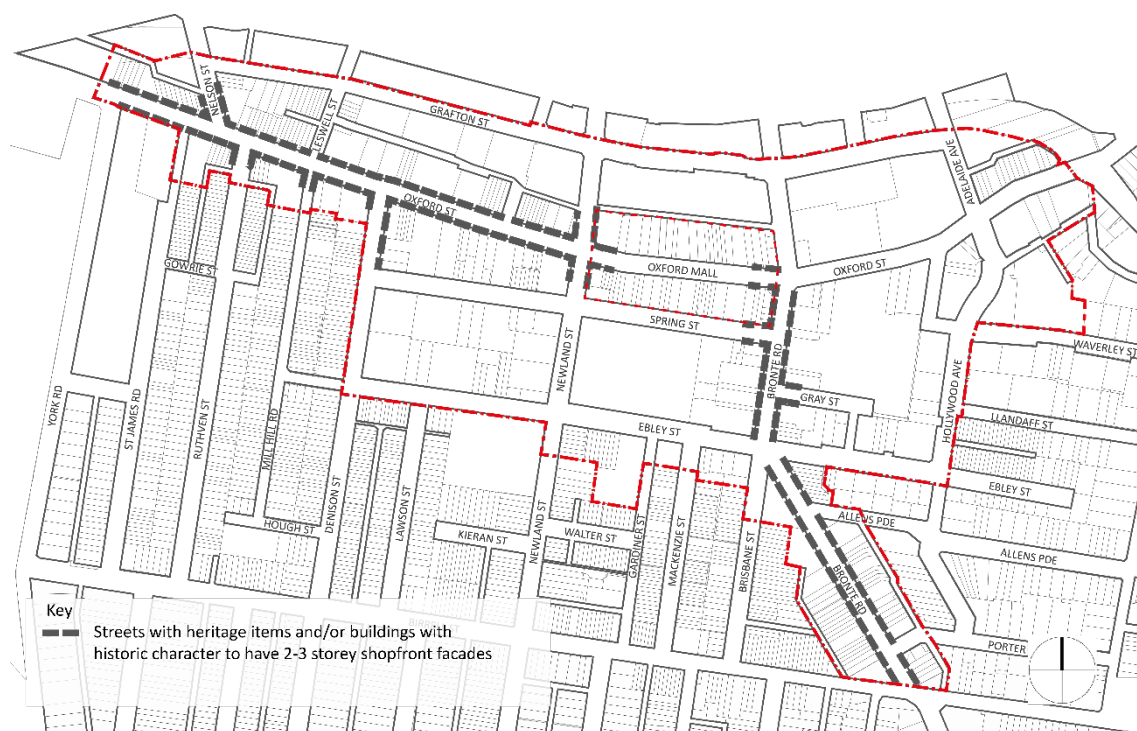 NELSON ST
LESWELL ST
GRAFTON ST
ADELAIDE AVE
OXFORD ST
OXFORD MALL
OXFORD ST
GOWRIE ST
SPRING ST
NEWLAND ST
BRONTE RD
WAVERLEY ST
HOLLYWOOD AVE
GRAY ST
LLANDAFF ST
YORK RD
ST JAMES RD
RUTHVEN ST
MILL HILL RD
DENISON ST
LAWSON ST
EBLEY ST
EBLEY ST
HOUGH ST
KIERAN ST
NEWLAND ST
WALTER ST
GARDINER ST
MACKENZIE ST
BRISBANE ST
ALLENS PDE
ALLENS PDE
BRONTE RD
PORTER
Key
Streets with heritage items and/or buildings with
historic character to have 2-3 storey shopfront facades